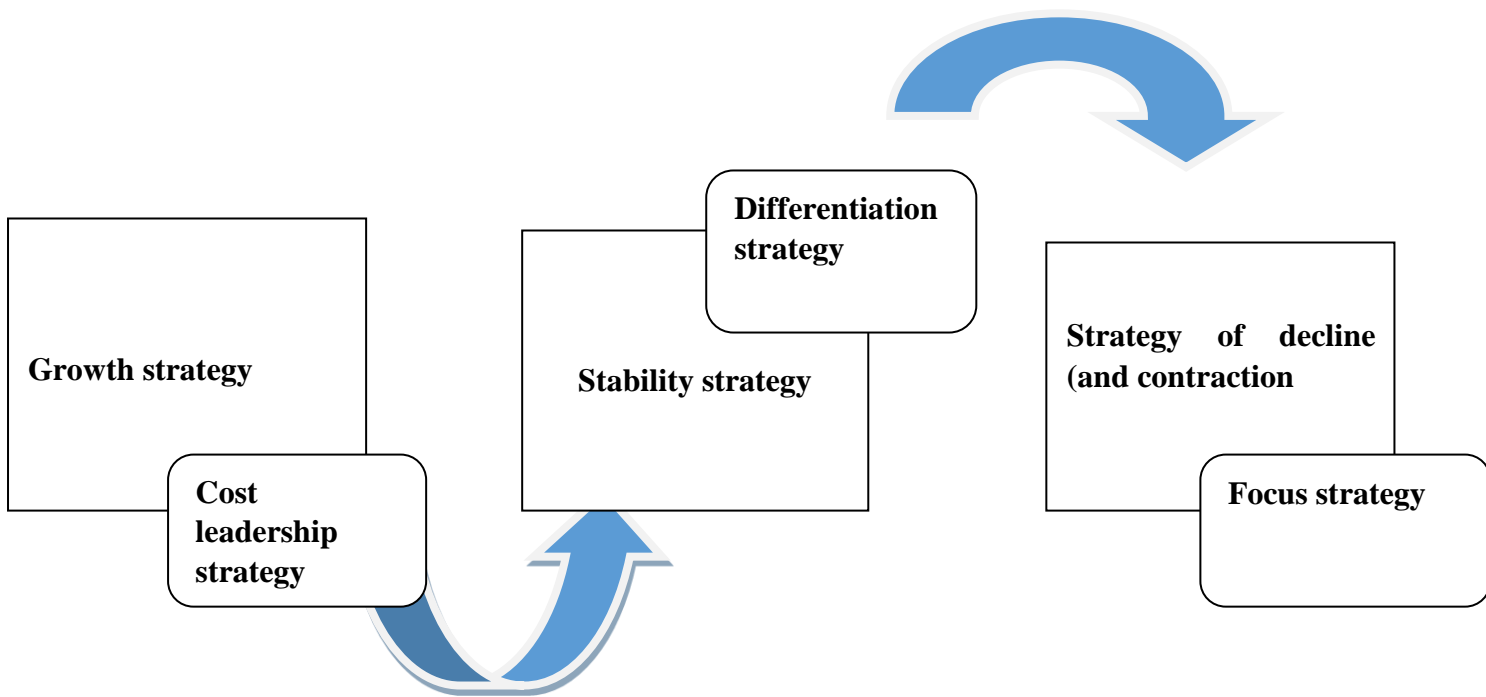 Growth strategy
Cost
leadership
strategy
Stability strategy
Differentiation
strategy
Strategy of decline
(and contraction
Focus strategy